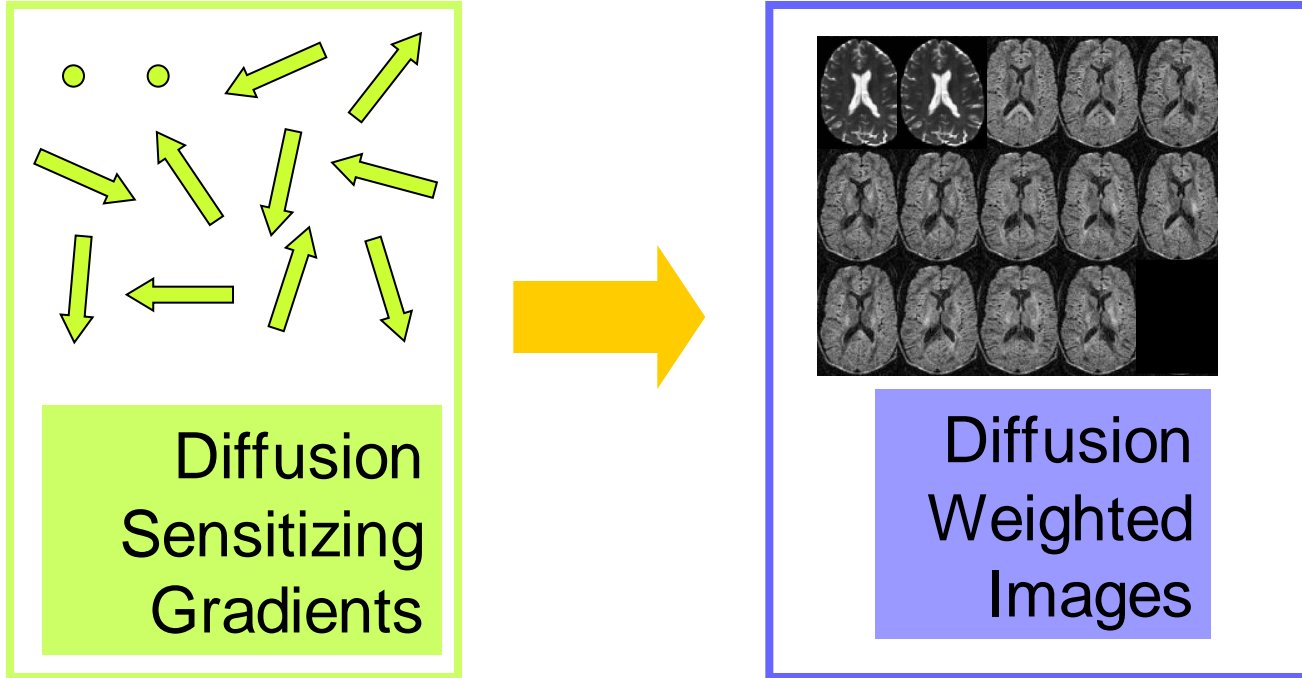 Diffusion
Sensitizing
Gradients
Diffusion
Weighted
Images